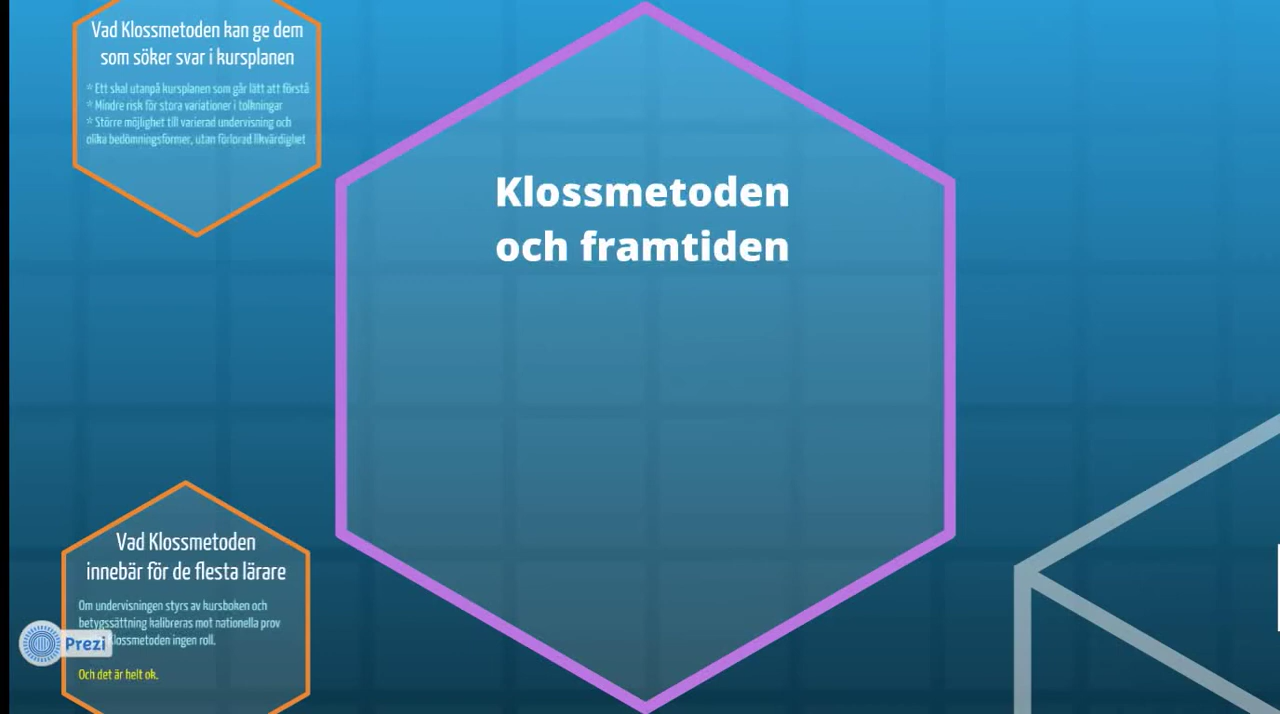 Vad Klossmetoden kan ge dem
som söker svar i kursplanen
* Ett skal utanpå kursplanen som går lätt att förstå
* Mindre risk för stora variationer i tolkningar
* Större möjlighet till varierad undervisning och
olika bedömningsformer, utan förlorad likvärdighet
Klossmetoden
och framtiden
Vad Klossmetoden
innebär för de flesta lärare
Om undervisningen styrs av kursboken och
betygssättning kalibreras mot nationella prov
Klossmetoden ingen roll.
Prezi
Och det är helt ok.